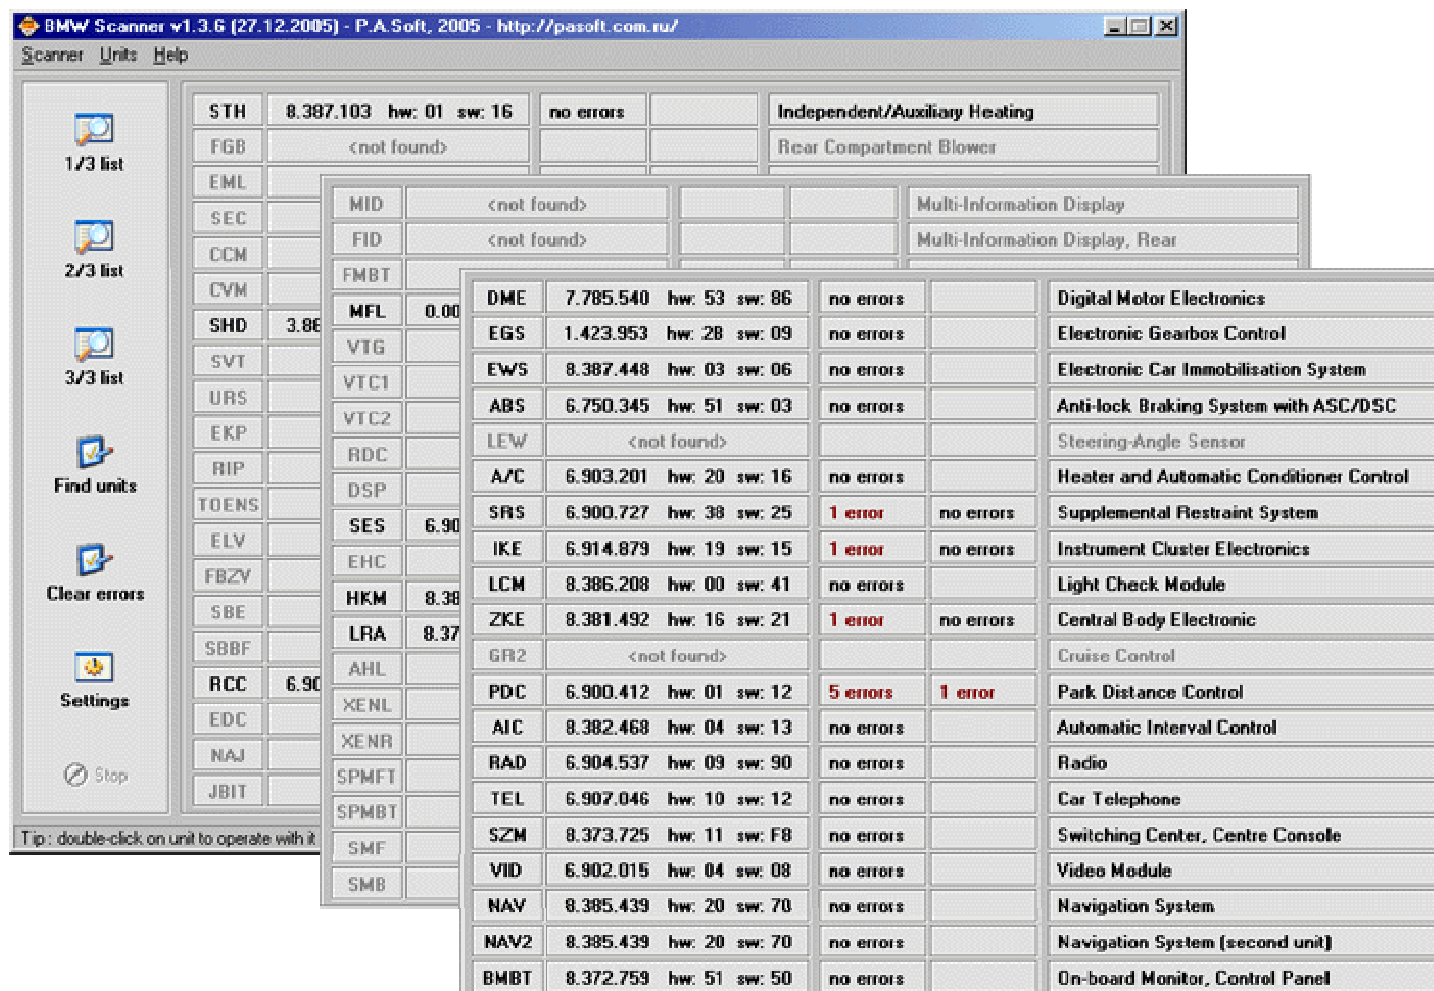 BMW Scanner v1.3.6 (27.12.2005) - P.A.Soft, 2005 - http://pasoft.com.ru/
Scanner Units Help
1/3 list
2/3 list
3/3 list
Find units
Clear errors
Settings
Stop
STH 8.387.103 hw: 01 sw: 16 no errors Independent/Auxiliary Heating
FGB <not found> Rear Compartment Blower
EML
SEC
CCM
CVM
SHD 3.86
SVT
URS
EKP
RIP
TOENS
ELV
FBZV
SBE
SBBF
RCC 6.90
EDC
NAJ
JBIT
Tip: double-click on unit to operate with it
MID <not found> Multi-Information Display
FID <not found> Multi-Information Display, Rear
FMBT
MFL 0.00
VTG
VTC1
VTC2
RDC
DSP
SES 6.90
EHC
HKM 8.38
LRA 8.37
AHL
XENL
XENR
SPMFT
SPMBT
SMF
SMB
DME 7.785.540 hw: 53 sw: 86 no errors Digital Motor Electronics
EGS 1.423.953 hw: 2B sw: 09 no errors Electronic Gearbox Control
EWS 8.387.448 hw: 03 sw: 06 no errors Electronic Car Immobilisation System
ABS 6.750.345 hw: 51 sw: 03 no errors Anti-lock Braking System with ASC/DSC
LEW <not found> Steering-Angle Sensor
A/C 6.903.201 hw: 20 sw: 16 no errors Heater and Automatic Conditioner Control
SRS 6.900.727 hw: 38 sw: 25 1 error no errors Supplemental Restraint System
IKE 6.914.879 hw: 19 sw: 15 1 error no errors Instrument Cluster Electronics
LCM 8.386.208 hw: 00 sw: 41 no errors Light Check Module
ZKE 8.381.492 hw: 16 sw: 21 1 error no errors Central Body Electronic
GR2 <not found> Cruise Control
PDC 6.900.412 hw: 01 sw: 12 5 errors 1 error Park Distance Control
AIC 8.382.468 hw: 04 sw: 13 no errors Automatic Interval Control
RAD 6.904.537 hw: 09 sw: 90 no errors Radio
TEL 6.907.046 hw: 10 sw: 12 no errors Car Telephone
SZM 8.373.725 hw: 11 sw: F8 no errors Switching Center, Centre Console
VID 6.902.015 hw: 04 sw: 08 no errors Video Module
NAV 8.385.439 hw: 20 sw: 70 no errors Navigation System
NAV2 8.385.439 hw: 20 sw: 70 no errors Navigation System (second unit)
BMBT 8.372.759 hw: 51 sw: 50 no errors On-board Monitor, Control Panel